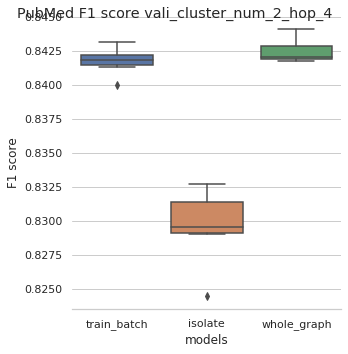 PubMed F1 score vali_cluster_num_2_hop_4
0.8450
0.8425
0.8400
0.8375
0.8350
0.8325
0.8300
0.8275
0.8250
F1 score
train_batch isolate whole_graph
models